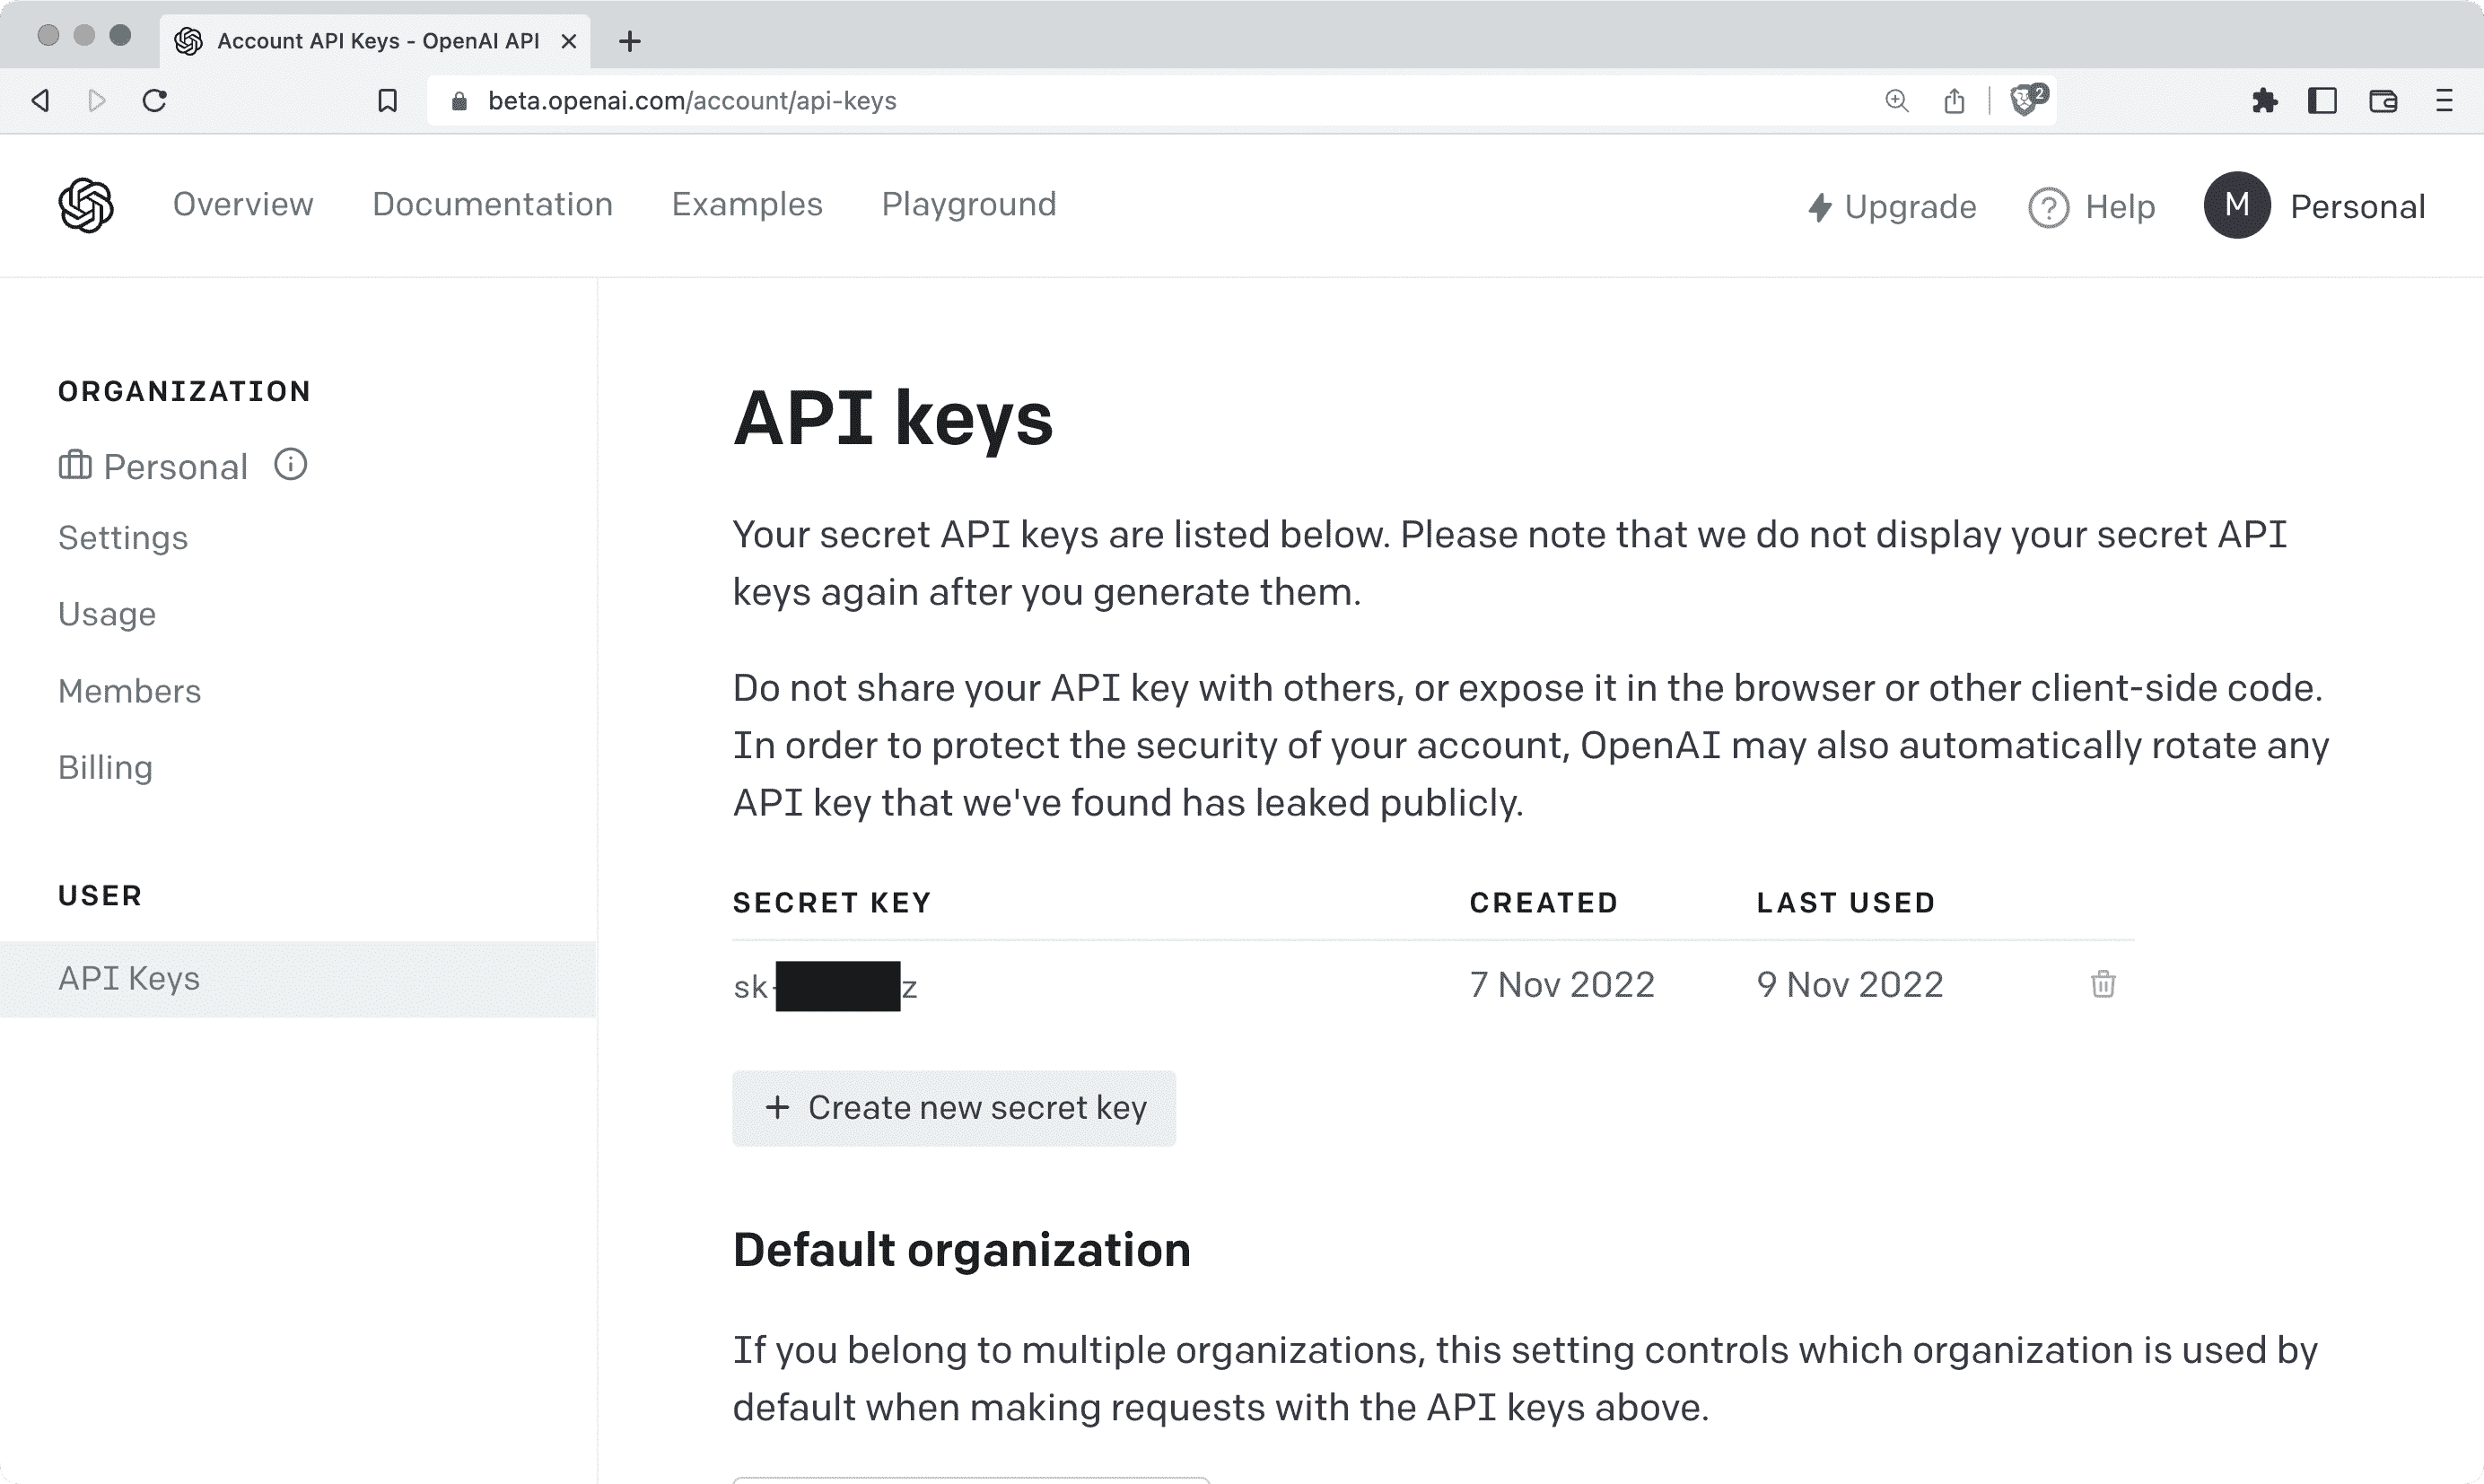 Account API Keys - OpenAI API
beta.openai.com/account/api-keys
2
Overview Documentation Examples Playground
Upgrade ? Help M Personal
ORGANIZATION
Personal
Settings
Usage
Members
Billing
USER
API Keys
API keys
Your secret API keys are listed below. Please note that we do not display your secret API
keys again after you generate them.
Do not share your API key with others, or expose it in the browser or other client-side code.
In order to protect the security of your account, OpenAI may also automatically rotate any
API key that we've found has leaked publicly.
SECRET KEY CREATED LAST USED
sk- z 7 Nov 2022 9 Nov 2022
+ Create new secret key
Default organization
If you belong to multiple organizations, this setting controls which organization is used by
default when making requests with the API keys above.